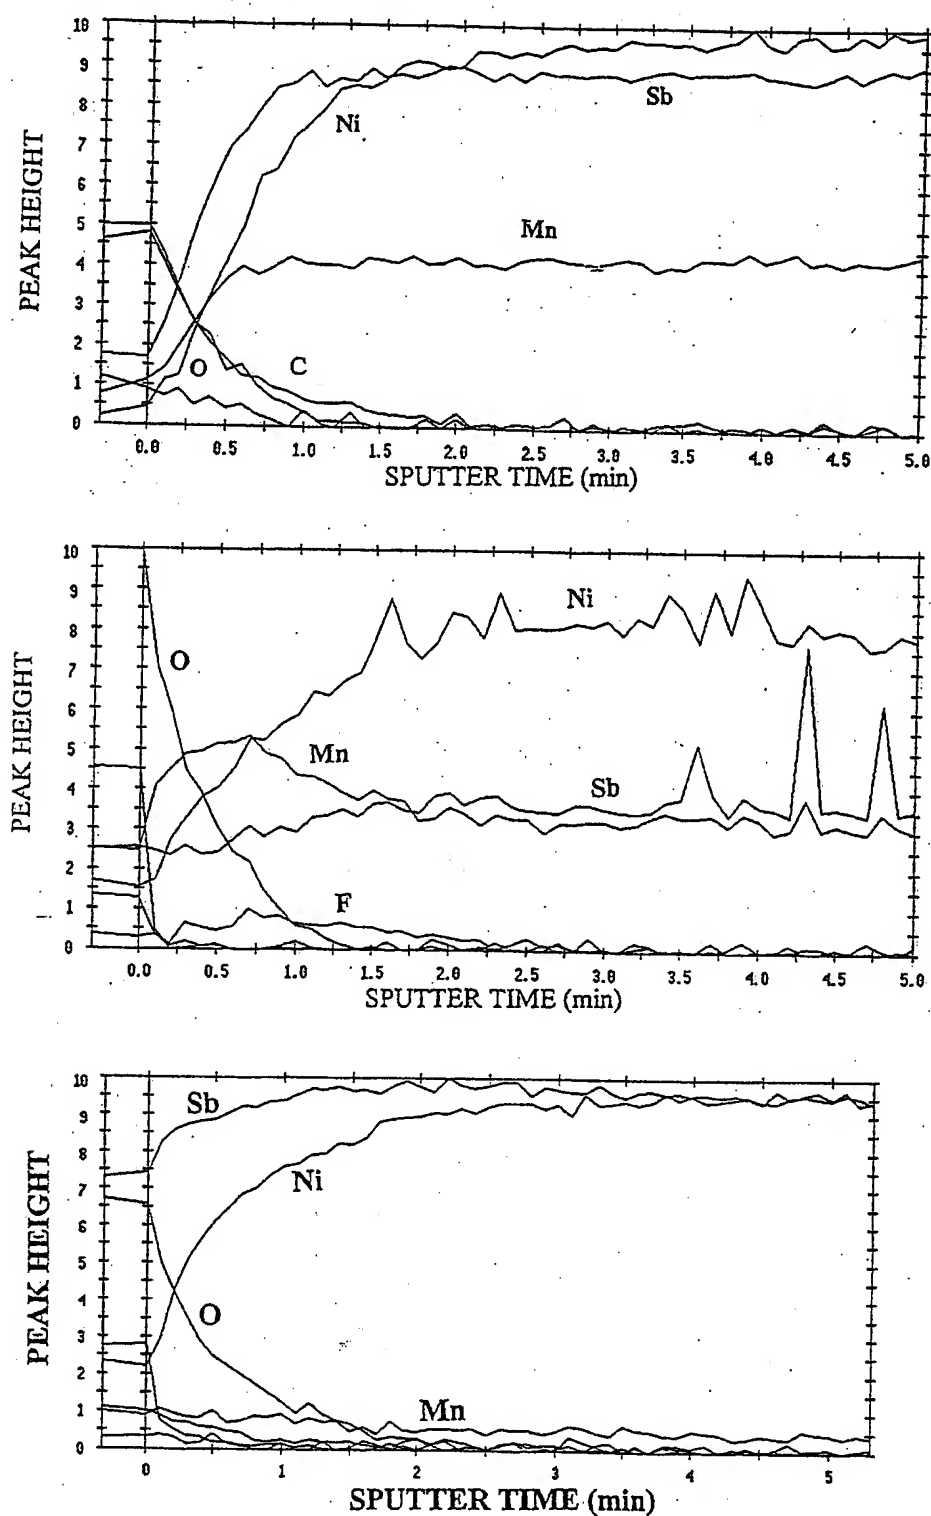 10
9
8
7
6
5
4
3
2
1
0
PEAK HEIGHT
Sb
Ni
Mn
O
C
0.0 0.5 1.0 1.5 2.0 2.5 3.0 3.5 4.0 4.5 5.0
SPUTTER TIME (min)
10
9
8
7
6
5
4
3
2
1
0
PEAK HEIGHT
Ni
O
Mn
Sb
F
0.0 0.5 1.0 1.5 2.0 2.5 3.0 3.5 4.0 4.5 5.0
SPUTTER TIME (min)
10
9
8
7
6
5
4
3
2
1
0
PEAK HEIGHT
Sb
Ni
O
Mn
0 1 2 3 4 5
SPUTTER TIME (min)